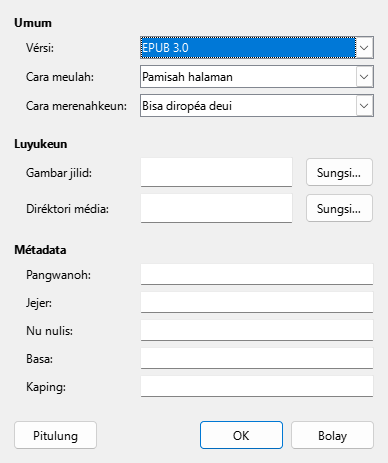 Umum
Vérsi: EPUB 3.0
Cara meulah: Pamisah halaman
Cara merenahkeun: Bisa diropéa deui
Luyukeun
Gambar jilid: Sungsi...
Diréktori média: Sungsi...
Métadata
Pangwanoh:
Jejer:
Nu nulis:
Basa:
Kaping:
Pitulung OK Bolay